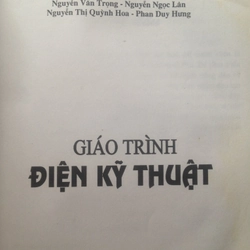 Nguyễn Văn Trọng - Nguyễn Ngọc Lân
Nguyễn Thị Quỳnh Hoa - Phan Duy Hưng
GIÁO TRÌNH
ĐIỆN KỸ THUẬT